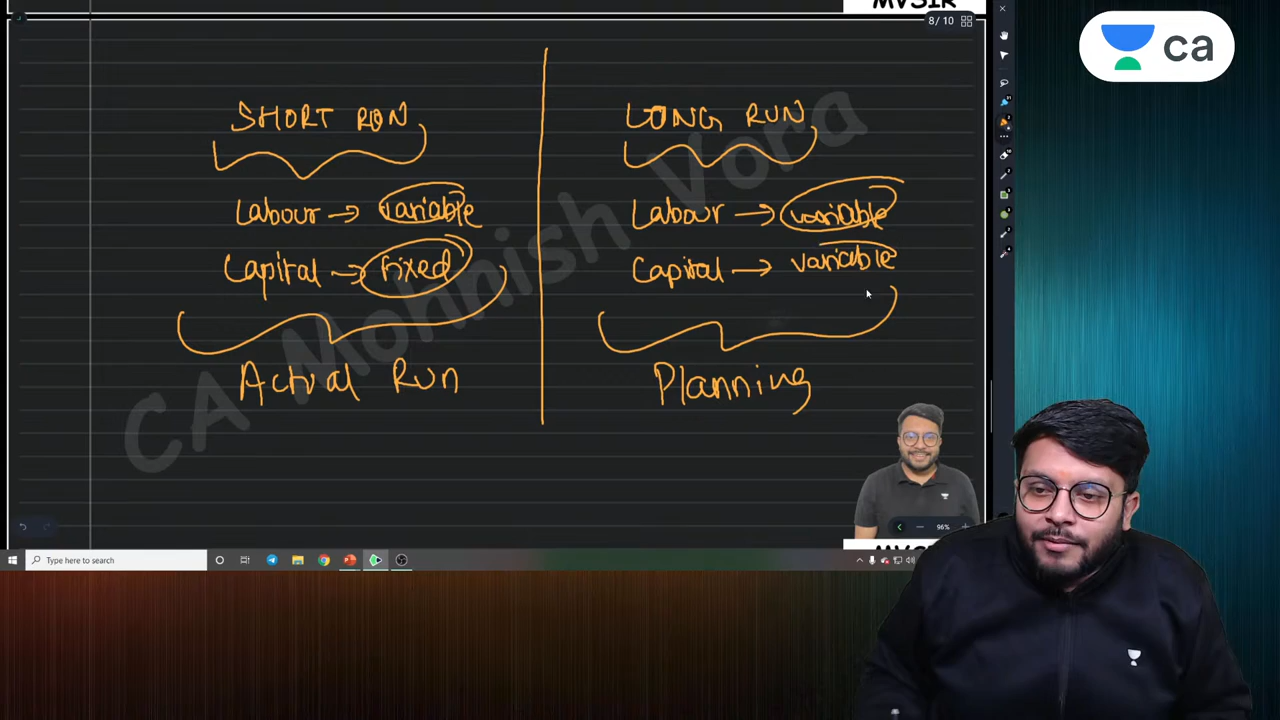 MVSIR
8/10
ca
SHORT RUN
Labour → variable
Capital → Fixed
Actual Run
LONG RUN
Labour → variable
Capital → variable
Planning
CA Mohnish Vora
96%
Type here to search